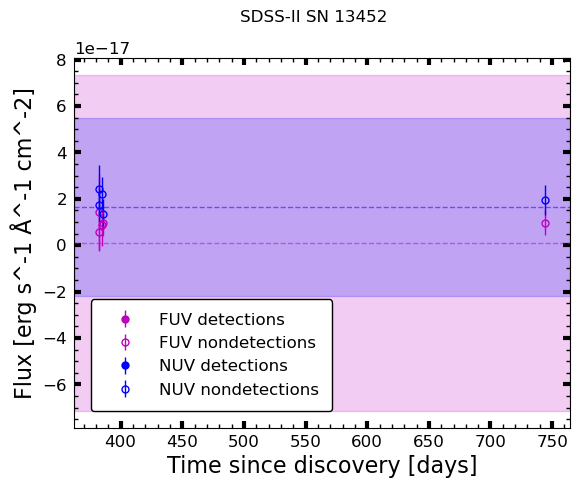 SDSS-II SN 13452
1e−17
8
6
4
2
0
−2
−4
−6
Flux [erg s^-1 Å^-1 cm^-2]
FUV detections
FUV nondetections
NUV detections
NUV nondetections
400 450 500 550 600 650 700 750
Time since discovery [days]